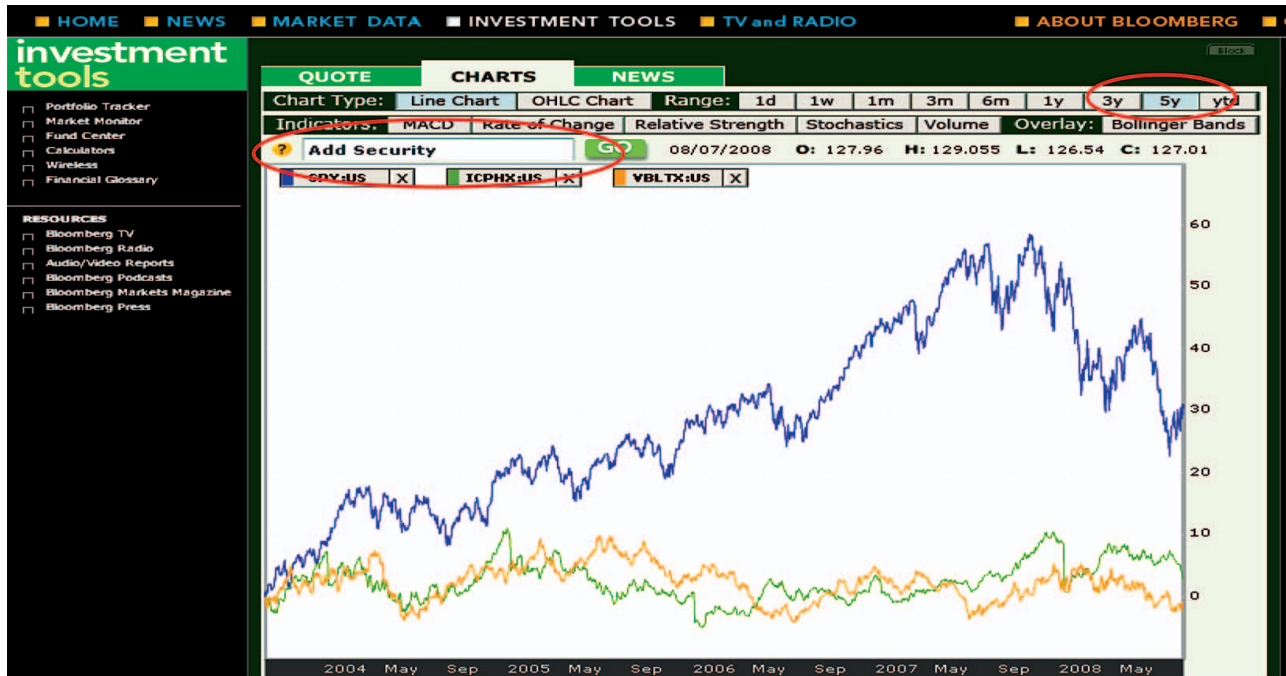 HOME NEWS MARKET DATA INVESTMENT TOOLS TV and RADIO ABOUT BLOOMBERG
investment
tools
Portfolio Tracker
Market Monitor
Fund Center
Calculators
Wireless
Financial Glossary
RESOURCES
Bloomberg TV
Bloomberg Radio
Audio/Video Reports
Bloomberg Podcasts
Bloomberg Markets Magazine
Bloomberg Press
Block
QUOTE CHARTS NEWS
Chart Type: Line Chart OHLC Chart Range: 1d 1w 1m 3m 6m 1y 3y 5y ytd
Indicators: MACD Rate of Change Relative Strength Stochastics Volume Overlay: Bollinger Bands
? Add Security GO 08/07/2008 O: 127.96 H: 129.055 L: 126.54 C: 127.01
SPY:US X ICPHX:US X VBLTX:US X
60
50
40
30
20
10
0
2004 May Sep 2005 May Sep 2006 May Sep 2007 May Sep 2008 May